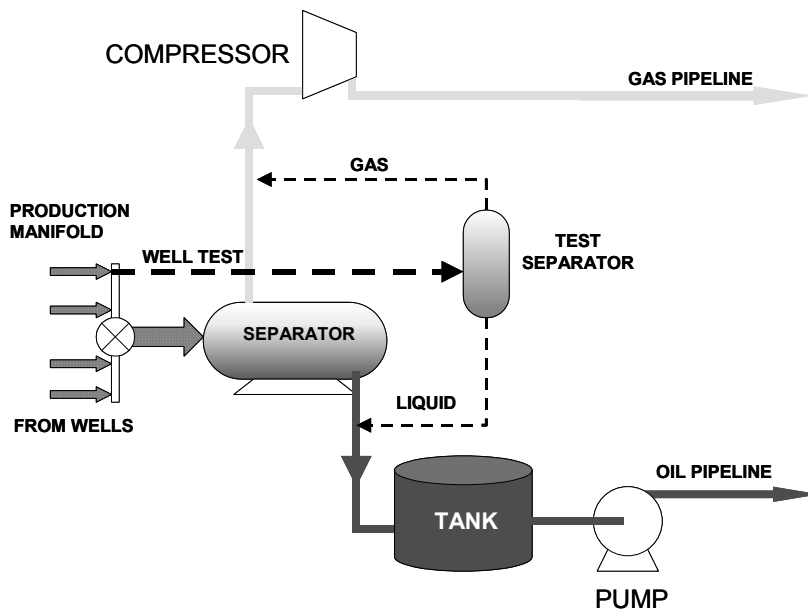 COMPRESSOR
GAS PIPELINE
GAS
PRODUCTION
MANIFOLD
WELL TEST
TEST
SEPARATOR
SEPARATOR
LIQUID
FROM WELLS
OIL PIPELINE
TANK
PUMP